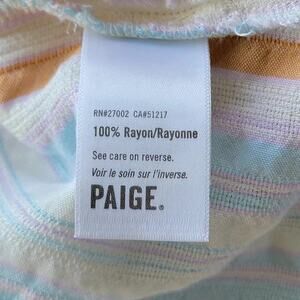 RN#27002 CA#51217
100% Rayon/Rayonne
See care on reverse.
Voir le soin sur l'inverse.
PAIGE®